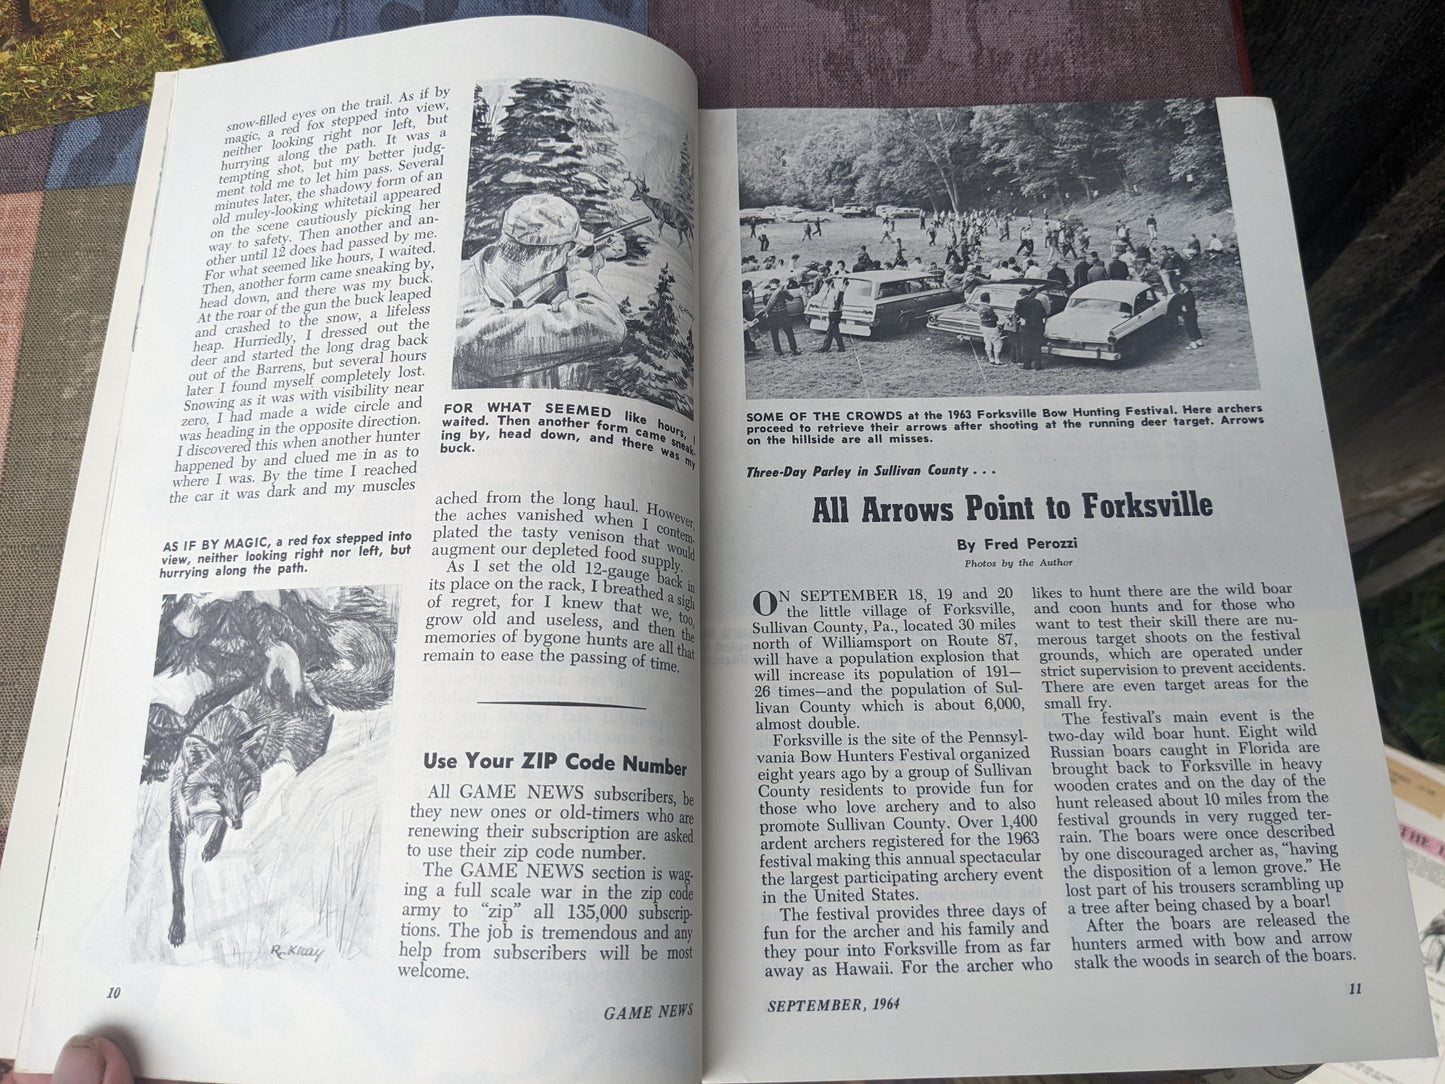 snow-filled eyes on the trail. As if by
magic, a red fox stepped into view,
neither looking right nor left, but
hurrying along the path. It was a
tempting shot, but my better judg-
ment told me to let him pass. Several
minutes later, the shadowy form of an
old muley-looking whitetail appeared
on the scene cautiously picking her
way to safety. Then another and an-
other until 12 does had passed by me.
For what seemed like hours, I waited.
Then, another form came sneaking by,
head down, and there was my buck.
At the roar of the gun the buck leaped
and crashed to the snow, a lifeless
heap. Hurriedly, I dressed out the
deer and started the long drag back
out of the Barrens, but several hours
later I found myself completely lost.
Snowing as it was with visibility near
zero, I had made a wide circle and
was heading in the opposite direction.
I discovered this when another hunter
happened by and clued me in as to
where I was. By the time I reached
the car it was dark and my muscles
AS IF BY MAGIC, a red fox stepped into
view, neither looking right nor left, but
hurrying along the path.
R. KRAY
10
FOR WHAT SEEMED like hours, I
waited. Then another form came sneak-
ing by, head down, and there was my
buck.
ached from the long haul. However,
the aches vanished when I contem-
plated the tasty venison that would
augment our depleted food supply.
As I set the old 12-gauge back in
its place on the rack, I breathed a sigh
of regret, for I knew that we, too,
grow old and useless, and then the
memories of bygone hunts are all that
remain to ease the passing of time.
Use Your ZIP Code Number
All GAME NEWS subscribers, be
they new ones or old-timers who are
renewing their subscription are asked
to use their zip code number.
The GAME NEWS section is wag-
ing a full scale war in the zip code
army to “zip” all 135,000 subscrip-
tions. The job is tremendous and any
help from subscribers will be most
welcome.
GAME NEWS
SOME OF THE CROWDS at the 1963 Forksville Bow Hunting Festival. Here archers
proceed to retrieve their arrows after shooting at the running deer target. Arrows
on the hillside are all misses.
Three-Day Parley in Sullivan County . . .
All Arrows Point to Forksville
By Fred Perozzi
Photos by the Author
ON SEPTEMBER 18, 19 and 20
the little village of Forksville,
Sullivan County, Pa., located 30 miles
north of Williamsport on Route 87,
will have a population explosion that
will increase its population of 191—
26 times—and the population of Sul-
livan County which is about 6,000,
almost double.
Forksville is the site of the Pennsyl-
vania Bow Hunters Festival organized
eight years ago by a group of Sullivan
County residents to provide fun for
those who love archery and to also
promote Sullivan County. Over 1,400
ardent archers registered for the 1963
festival making this annual spectacular
the largest participating archery event
in the United States.
The festival provides three days of
fun for the archer and his family and
they pour into Forksville from as far
away as Hawaii. For the archer who
likes to hunt there are the wild boar
and coon hunts and for those who
want to test their skill there are nu-
merous target shoots on the festival
grounds, which are operated under
strict supervision to prevent accidents.
There are even target areas for the
small fry.
The festival's main event is the
two-day wild boar hunt. Eight wild
Russian boars caught in Florida are
brought back to Forksville in heavy
wooden crates and on the day of the
hunt released about 10 miles from the
festival grounds in very rugged ter-
rain. The boars were once described
by one discouraged archer as, “having
the disposition of a lemon grove.” He
lost part of his trousers scrambling up
a tree after being chased by a boar!
After the boars are released the
hunters armed with bow and arrow
stalk the woods in search of the boars.
SEPTEMBER, 1964
11
THE